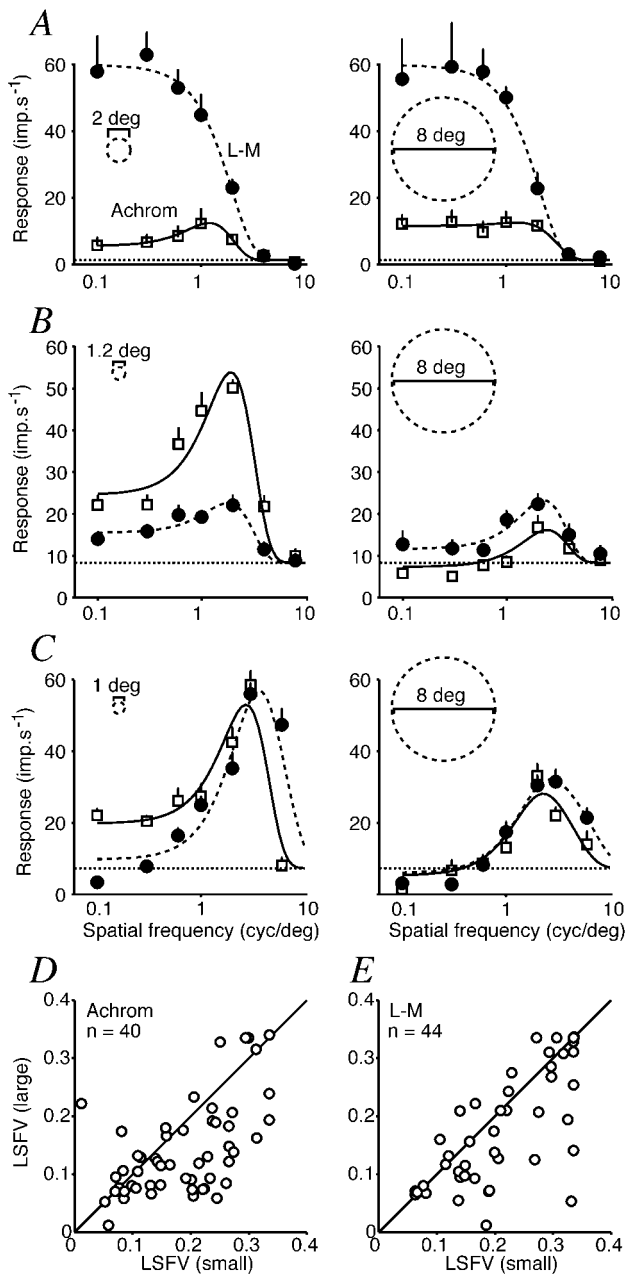 A
60
40
20
0
Response (imp.s-1)
2 deg
L-M
Achrom
0.1
1
10
60
40
20
0
8 deg
0.1
1
10
B
60
50
40
30
20
10
0
Response (imp.s-1)
1.2 deg
0.1
1
10
60
50
40
30
20
10
0
8 deg
0.1
1
10
C
60
40
20
0
Response (imp.s-1)
1 deg
0.1
1
10
Spatial frequency (cyc/deg)
60
40
20
0
8 deg
0.1
1
10
Spatial frequency (cyc/deg)
D
Achrom
n = 40
0.4
0.3
0.2
0.1
0
LSFV (large)
0
0.1
0.2
0.3
0.4
LSFV (small)
E
L-M
n = 44
0.4
0.3
0.2
0.1
0
0
0.1
0.2
0.3
0.4
LSFV (small)